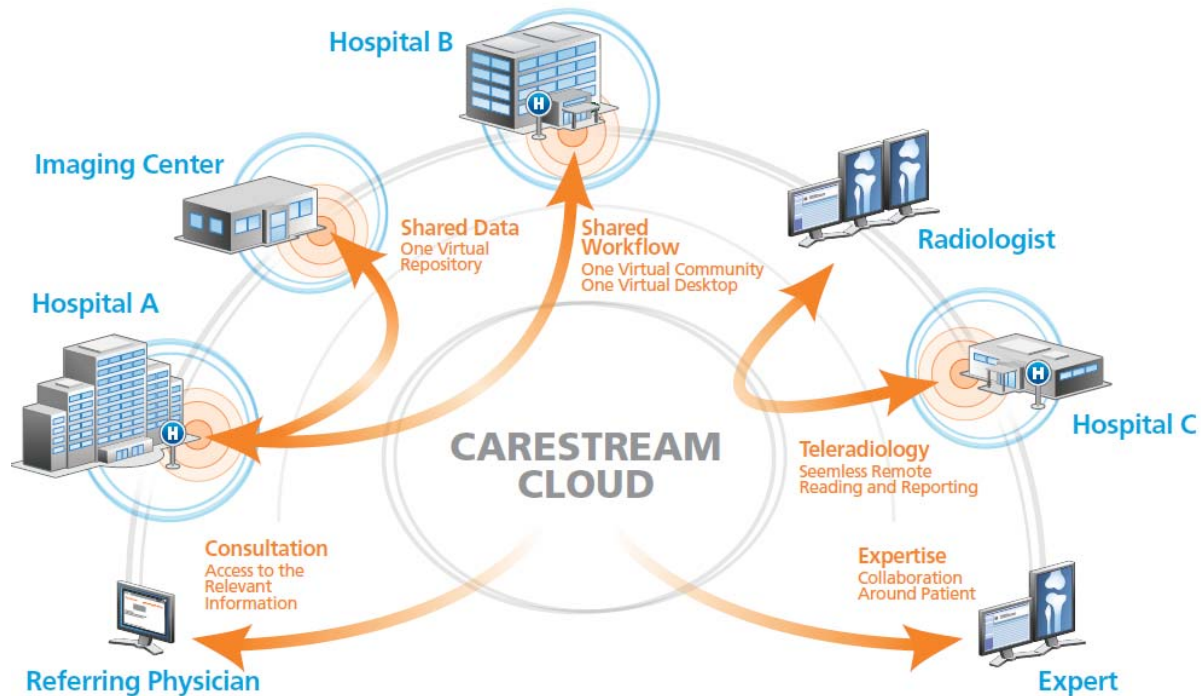 Hospital B
Imaging Center
Shared Data
One Virtual
Repository
Shared
Workflow
One Virtual Community
One Virtual Desktop
Radiologist
Hospital A
H
H
H
Hospital C
CARESTREAM
CLOUD
Teleradiology
Seemless Remote
Reading and Reporting
Consultation
Access to the
Relevant
Information
Expertise
Collaboration
Around Patient
Referring Physician
Expert